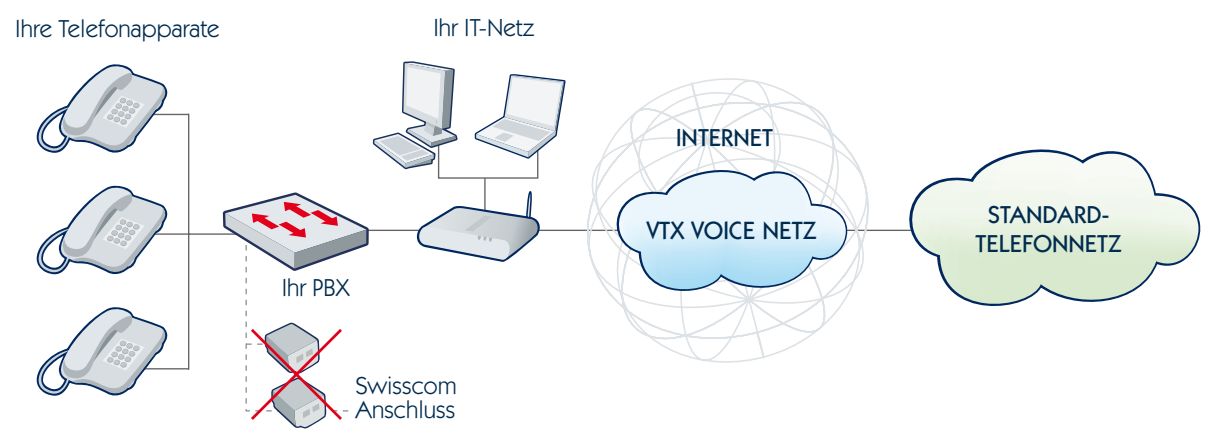 Ihre Telefonapparate
Ihr IT-Netz
INTERNET
VTX VOICE NETZ
STANDARD-
TELEFONNETZ
Ihr PBX
Swisscom
Anschluss